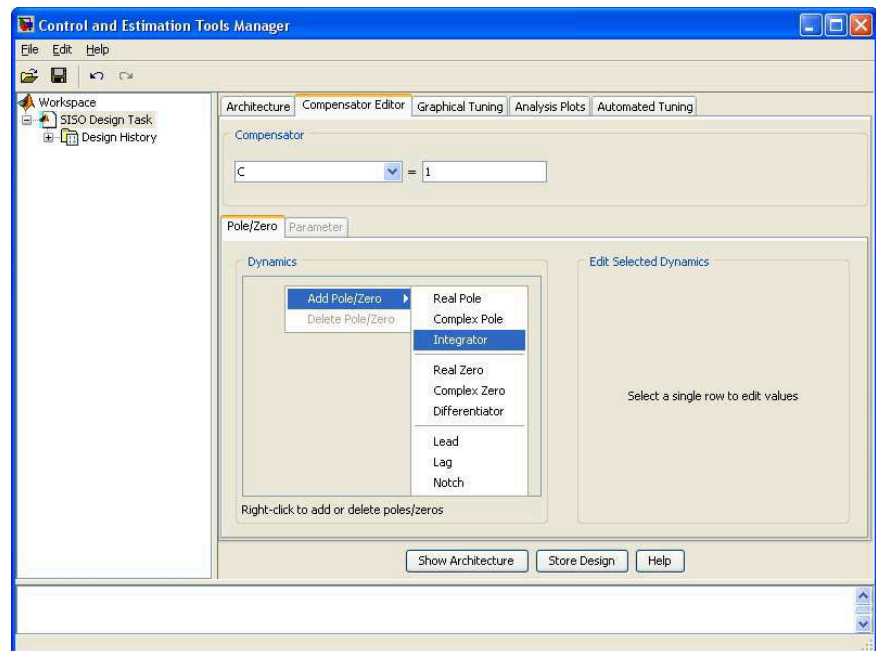 Control and Estimation Tools Manager
File Edit Help
Workspace
SISO Design Task
Design History
Architecture Compensator Editor Graphical Tuning Analysis Plots Automated Tuning
Compensator
C = 1
Pole/Zero Parameter
Dynamics
Edit Selected Dynamics
Add Pole/Zero
Delete Pole/Zero
Real Pole
Complex Pole
Integrator
Real Zero
Complex Zero
Differentiator
Lead
Lag
Notch
Select a single row to edit values
Right-click to add or delete poles/zeros
Show Architecture Store Design Help